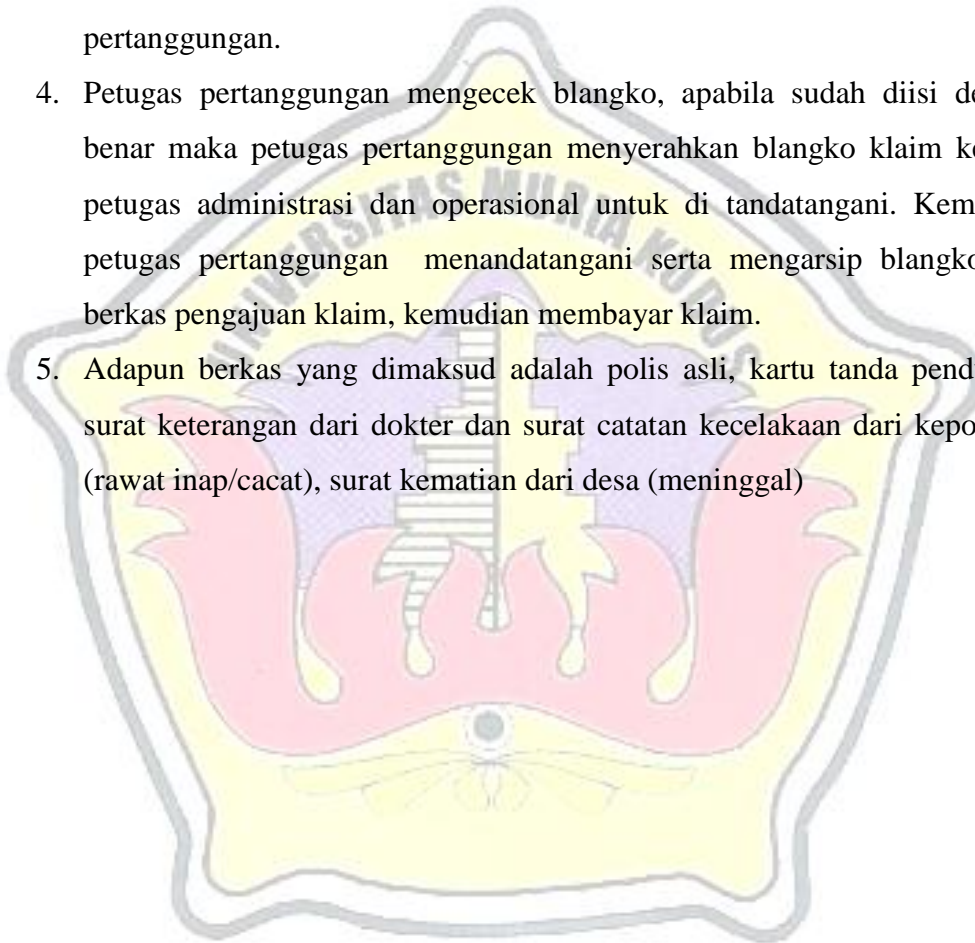 pertanggungan.
4. Petugas pertanggungan mengecek blangko, apabila sudah diisi de
benar maka petugas pertanggungan menyerahkan blangko klaim ke
petugas administrasi dan operasional untuk di tandatangani. Kem
petugas pertanggungan menandatangani serta mengarsip blangko
berkas pengajuan klaim, kemudian membayar klaim.
5. Adapun berkas yang dimaksud adalah polis asli, kartu tanda pend
surat keterangan dari dokter dan surat catatan kecelakaan dari kepo
(rawat inap/cacat), surat kematian dari desa (meninggal)
UNIVERSITAS MURIA KUDUS